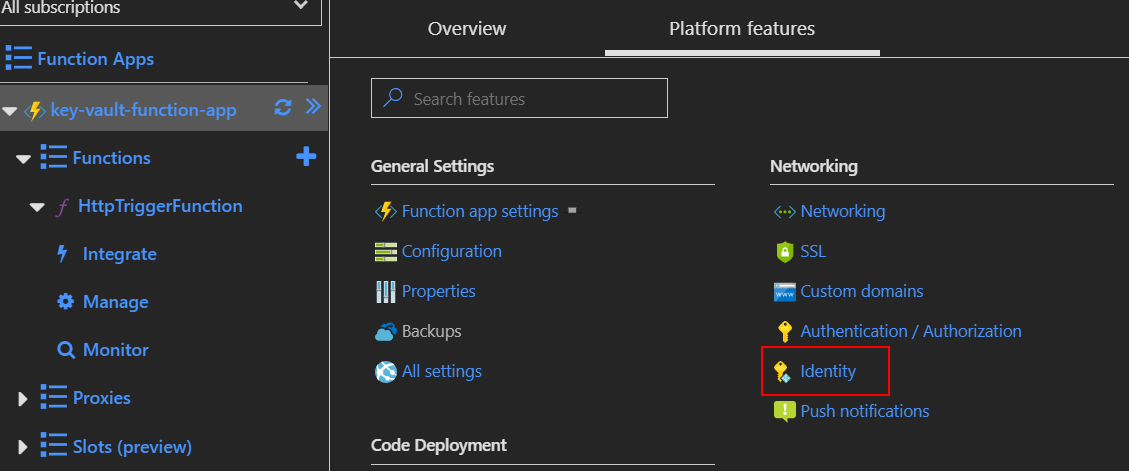 All subscriptions
Function Apps
key-vault-function-app
Functions
HttpTriggerFunction
Integrate
Manage
Monitor
Proxies
Slots (preview)
Overview
Platform features
Search features
General Settings
Function app settings
Configuration
Properties
Backups
All settings
Code Deployment
Networking
Networking
SSL
Custom domains
Authentication / Authorization
Identity
Push notifications